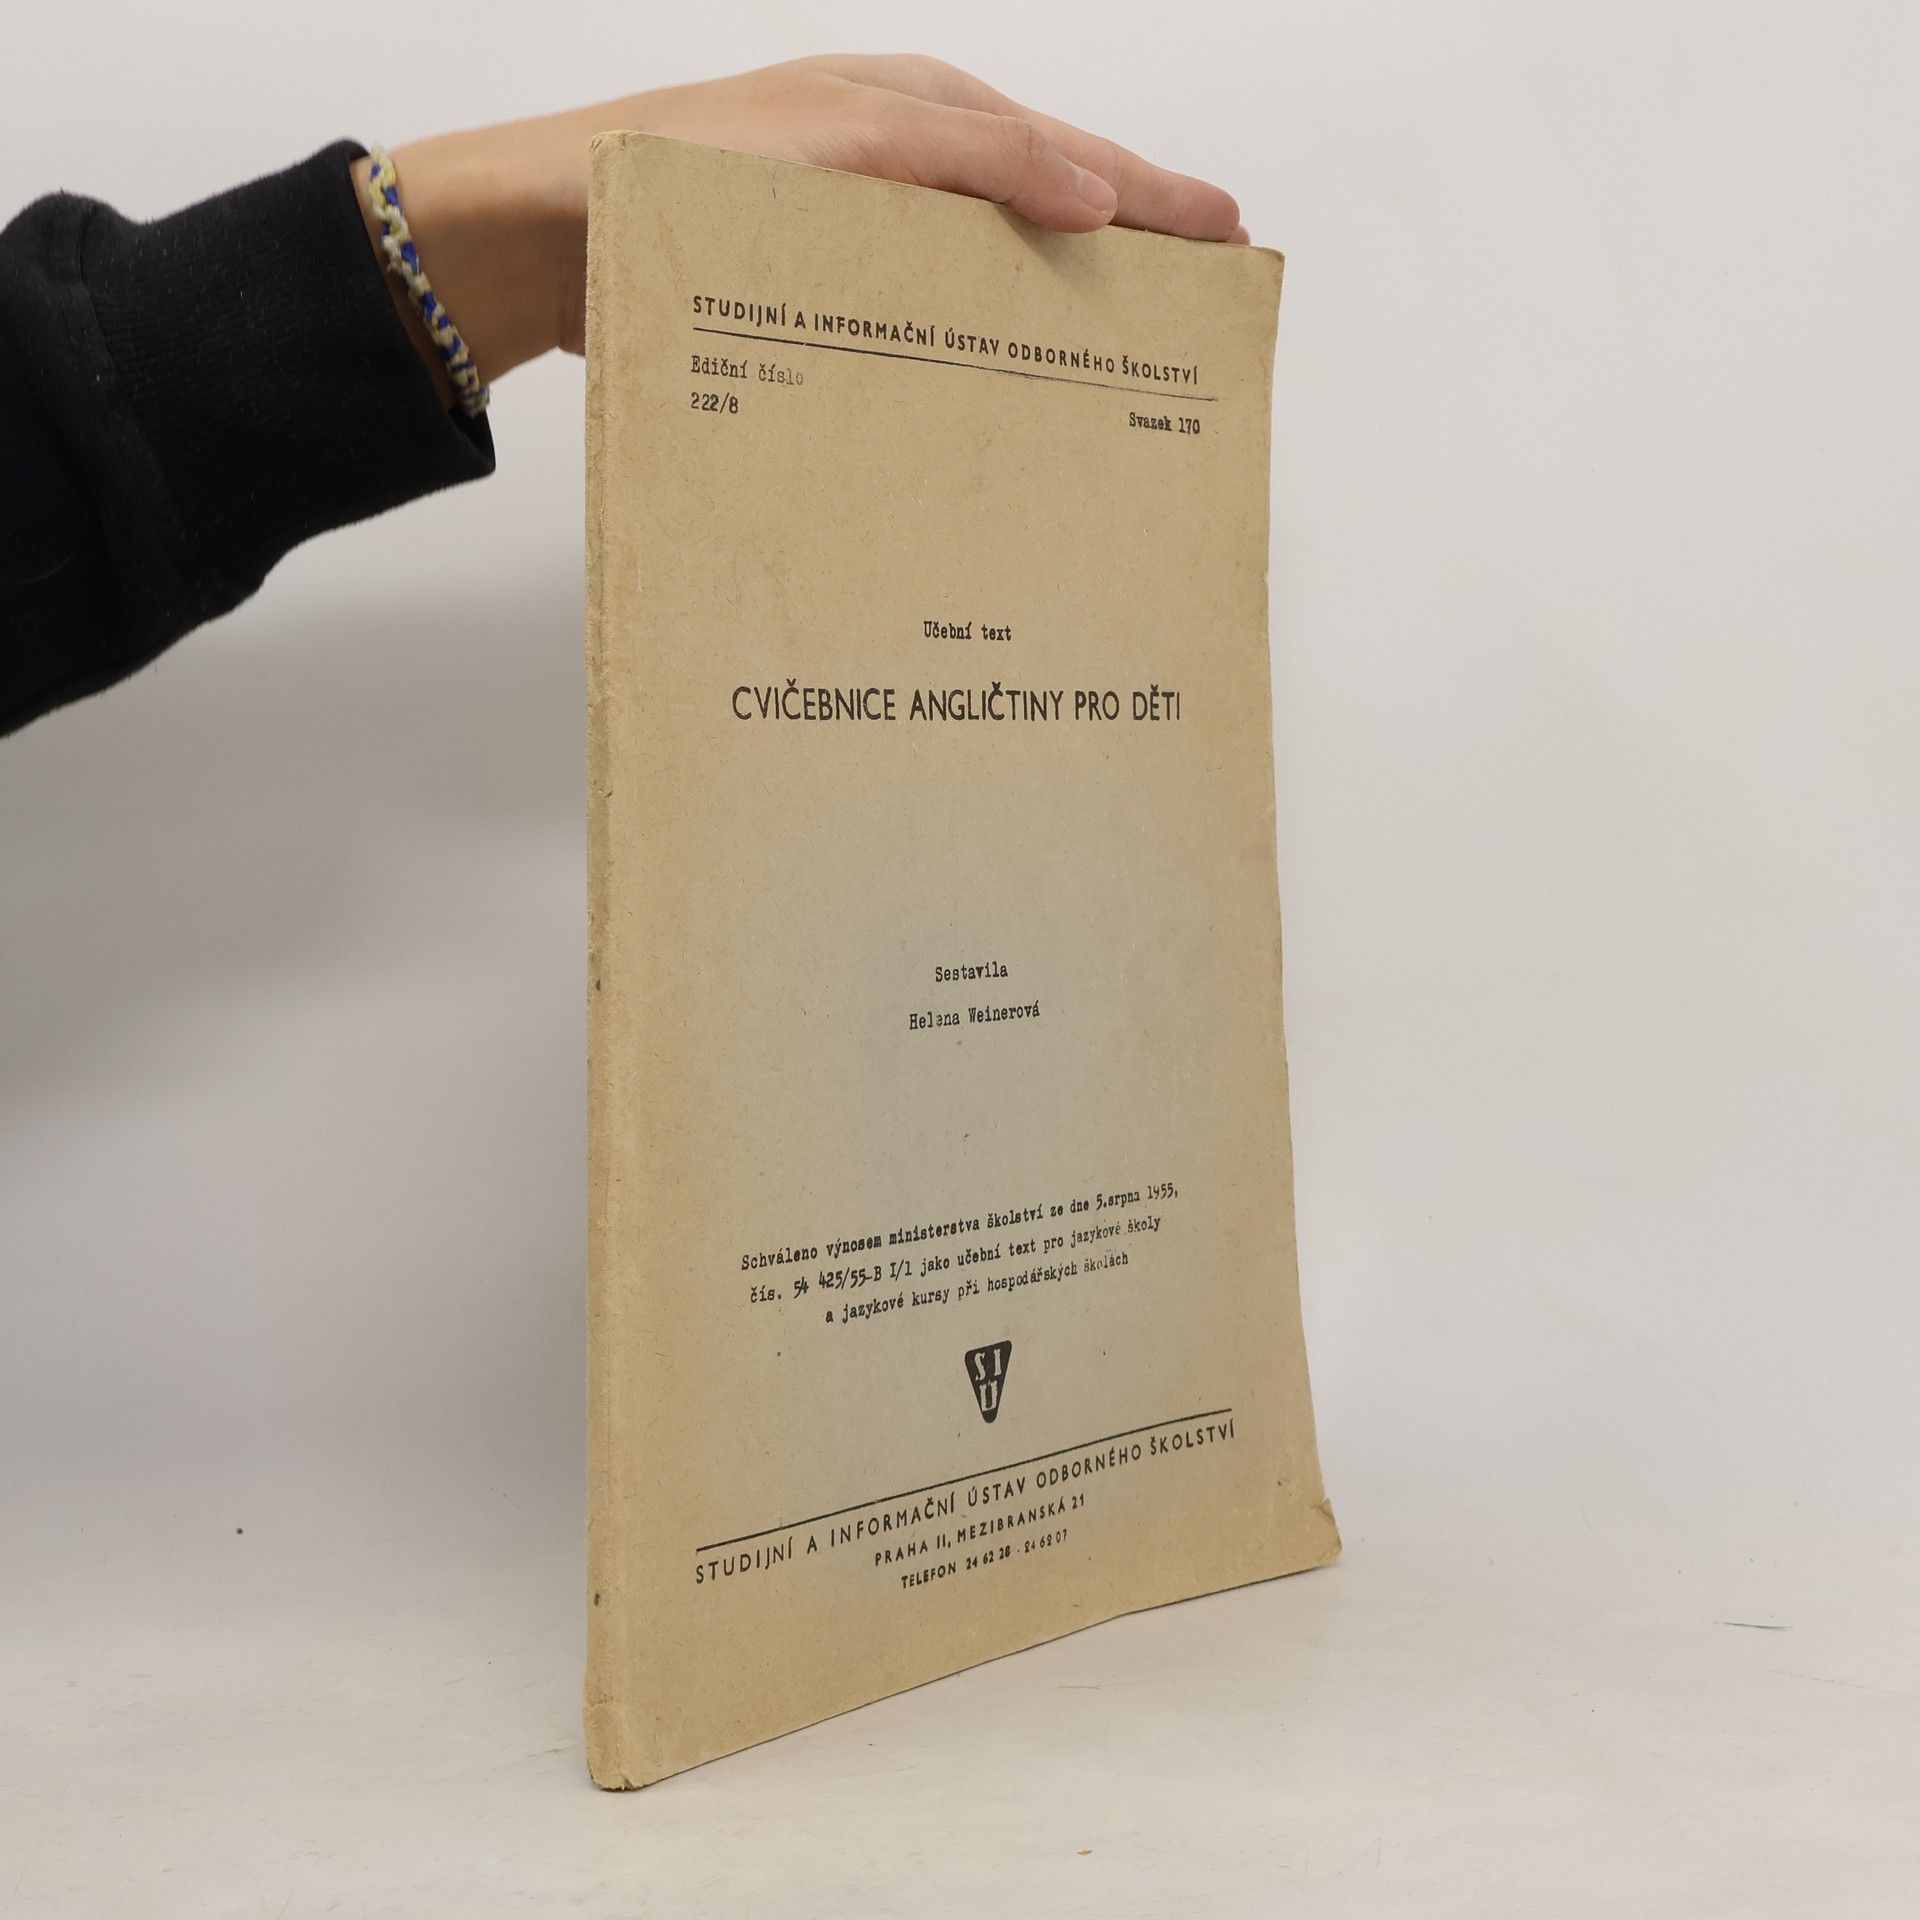 STUDIJNÍ A INFORMAČNÍ ÚSTAV ODBORNÉHO ŠKOLSTVÍ
Ediční číslo
222/8
Svazek 170
Učební text
CVIČEBNICE ANGLIČTINY PRO DĚTI
Sestavila
Helena Weinerová
Schváleno výnosem ministerstva školství ze dne 5.srpna 1955,
čís. 54 425/55-B I/1 jako učební text pro jazykové školy
a jazykové kursy při hospodářských školách
SI
U
STUDIJNÍ A INFORMAČNÍ ÚSTAV ODBORNÉHO ŠKOLSTVÍ
PRAHA II, MEZIBRANSKÁ 21
TELEFON 24 62 28 - 24 62 07